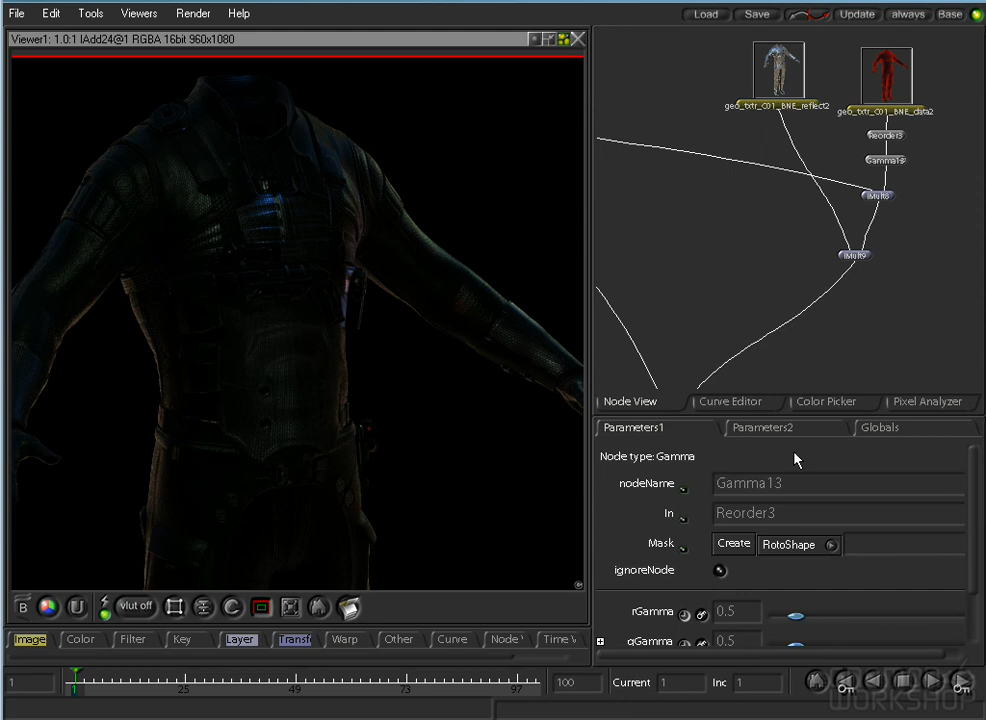 File Edit Tools Viewers Render Help
Load Save Update always Base
Viewer1: 1.0:1 IAdd24@1 RGBA 16bit 960x1080
geo_txtr_C01_BNE_reflect2
geo_txtr_C01_BNE_data2
Reorder3
Gamma13
IMult8
IMult9
Node View Curve Editor Color Picker Pixel Analyzer
Parameters1 Parameters2 Globals
Node type: Gamma
nodeName Gamma13
In Reorder3
Mask Create RotoShape
ignoreNode
rGamma 0.5
gGamma 0.5
B U vlut off
Image Color Filter Key Layer Transf Warp Other Curve Node Time V
1 1 25 49 73 97 100 Current 1 Inc 1
WORKSHOP